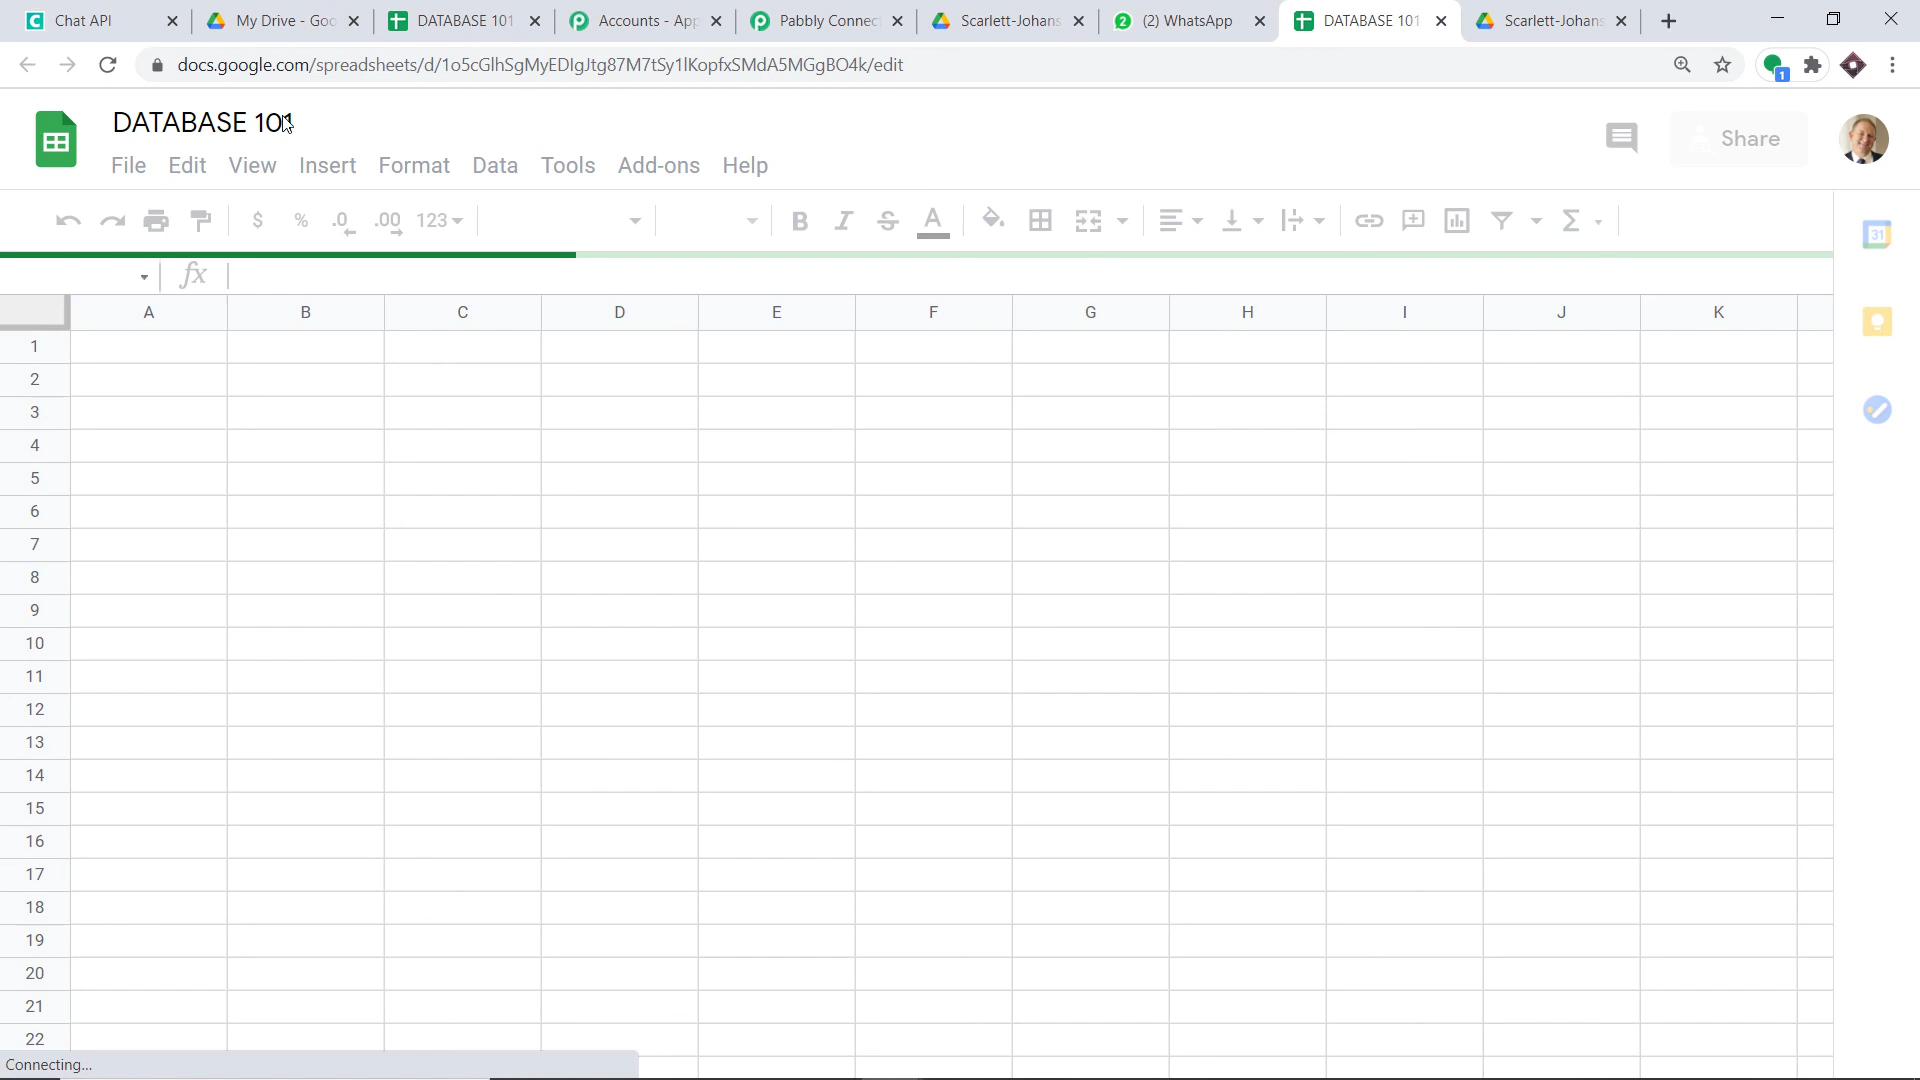 Chat API
My Drive - Goo
DATABASE 101
Accounts - App
Pabbly Connec
Scarlett-Johans
(2) WhatsApp
DATABASE 101
Scarlett-Johans
docs.google.com/spreadsheets/d/1o5cGlhSgMyEDIgJtg87M7tSy1lKopfxSMdA5MGgBO4k/edit
1
DATABASE 101
Share
File Edit View Insert Format Data Tools Add-ons Help
$ % .0 .00 123 B I S A Σ
31
fx
A B C D E F G H I J K
1
2
3
4
5
6
7
8
9
10
11
12
13
14
15
16
17
18
19
20
21
22
Connecting...